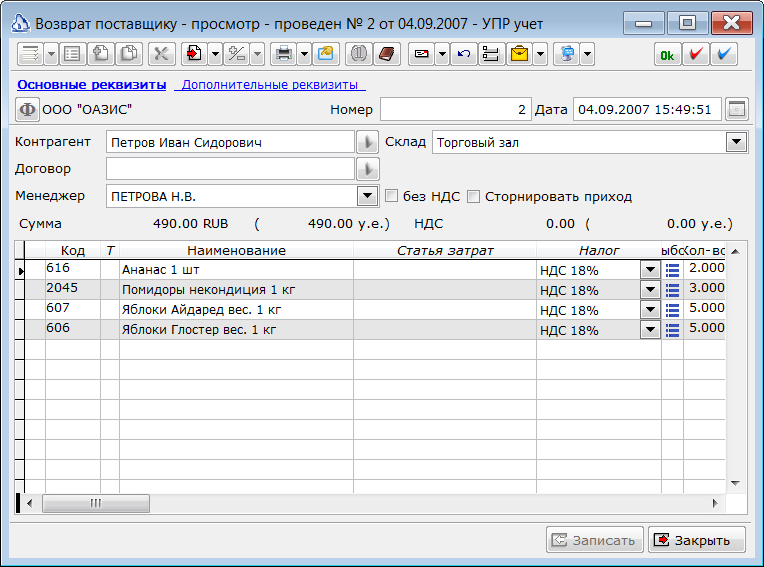 Возврат поставщику - просмотр - проведен № 2 от 04.09.2007 - УПР учет
Ok
Основные реквизиты Дополнительные реквизиты
Ф ООО "ОАЗИС" Номер 2 Дата 04.09.2007 15:49:51
Контрагент Петров Иван Сидорович Склад Торговый зал
Договор
Менеджер ПЕТРОВА Н.В. без НДС Сторнировать приход
Сумма 490.00 RUB ( 490.00 у.е.) НДС 0.00 ( 0.00 у.е.)
Код Т Наименование Статья затрат Налог ыбо Кол-во
616 Ананас 1 шт НДС 18% 2.000
2045 Помидоры некондиция 1 кг НДС 18% 3.000
607 Яблоки Айдаред вес. 1 кг НДС 18% 5.000
606 Яблоки Глостер вес. 1 кг НДС 18% 5.000
Записать Закрыть